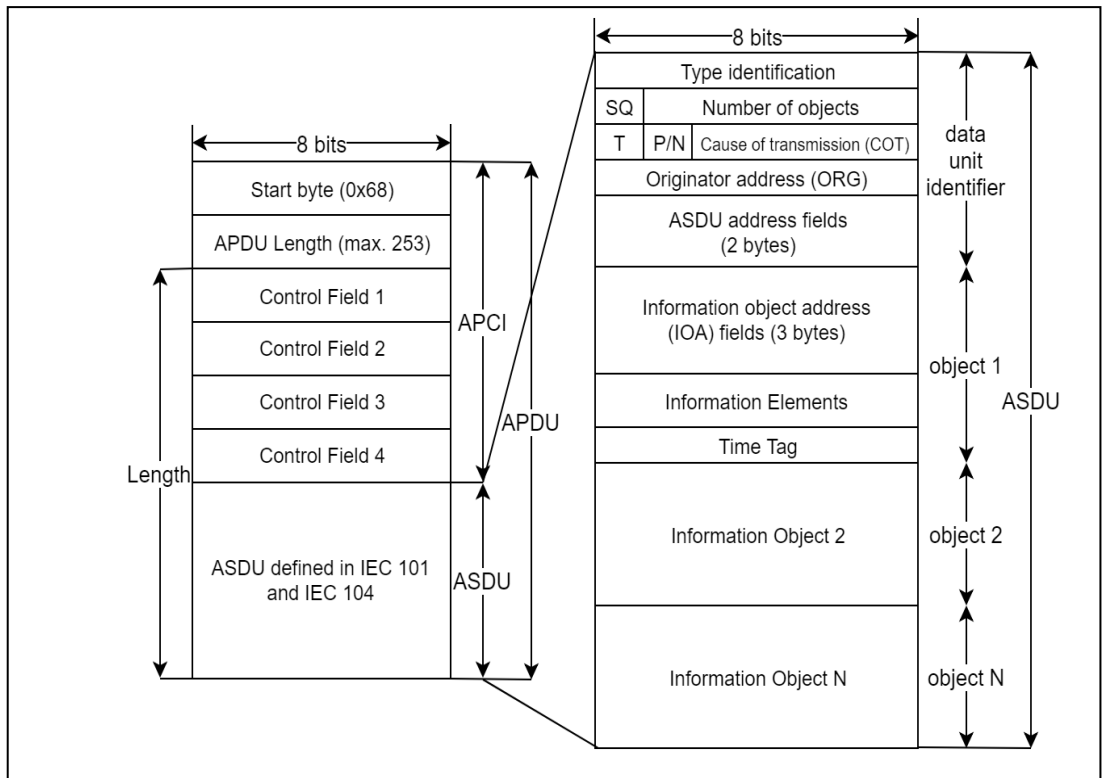 8 bits
Start byte (0x68)
APDU Length (max. 253)
Control Field 1
Control Field 2
Control Field 3
Control Field 4
ASDU defined in IEC 101
and IEC 104
Length
APCI
ASDU
APDU
8 bits
Type identification
SQ Number of objects
T P/N Cause of transmission (COT)
Originator address (ORG)
ASDU address fields
(2 bytes)
Information object address
(IOA) fields (3 bytes)
Information Elements
Time Tag
Information Object 2
Information Object N
data
unit
identifier
object 1
object 2
object N
ASDU